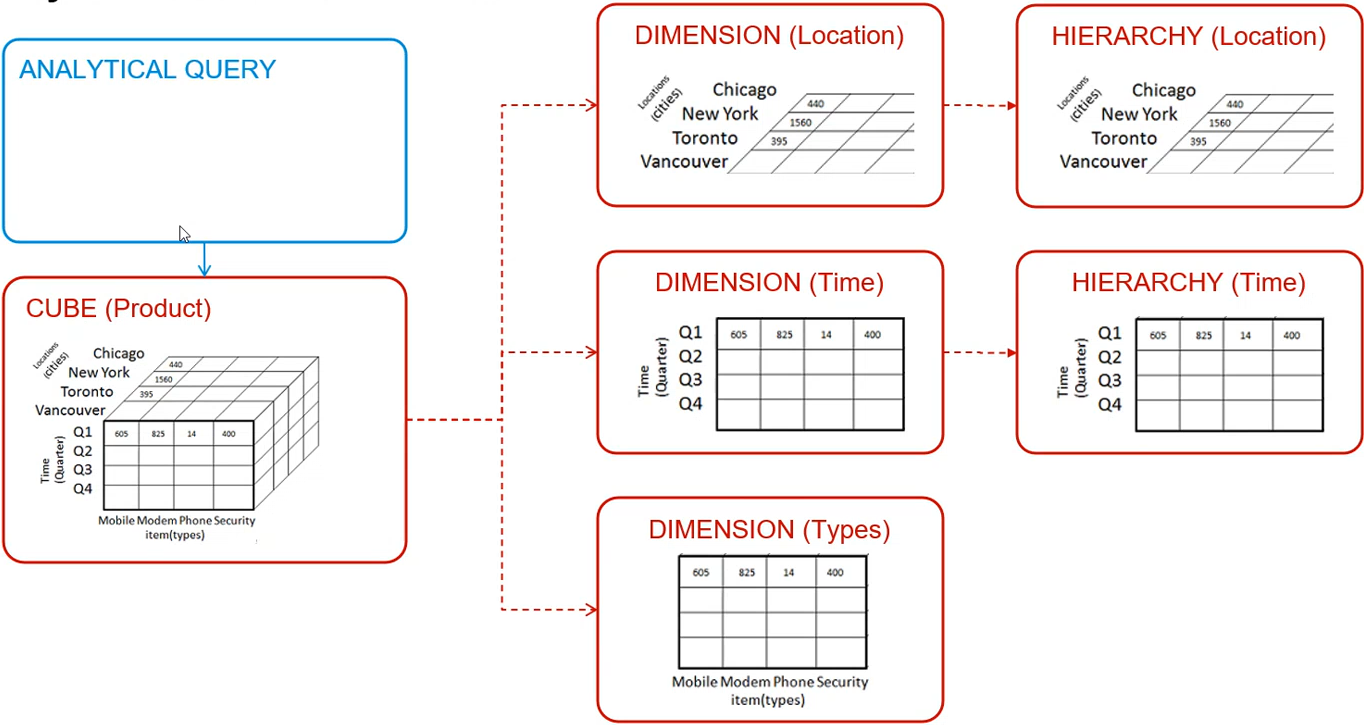 ANALYTICAL QUERY
CUBE (Product)
Locations
(cities)
Chicago
New York
Toronto
Vancouver
440
1560
395
Time
(Quarter)
Q1
Q2
Q3
Q4
605 825 14 400
Mobile Modem Phone Security
item(types)
DIMENSION (Location)
Locations
(cities)
Chicago
New York
Toronto
Vancouver
440
1560
395
HIERARCHY (Location)
Locations
(cities)
Chicago
New York
Toronto
Vancouver
440
1560
395
DIMENSION (Time)
Time
(Quarter)
Q1
Q2
Q3
Q4
605 825 14 400
HIERARCHY (Time)
Time
(Quarter)
Q1
Q2
Q3
Q4
605 825 14 400
DIMENSION (Types)
605 825 14 400
Mobile Modem Phone Security
item(types)